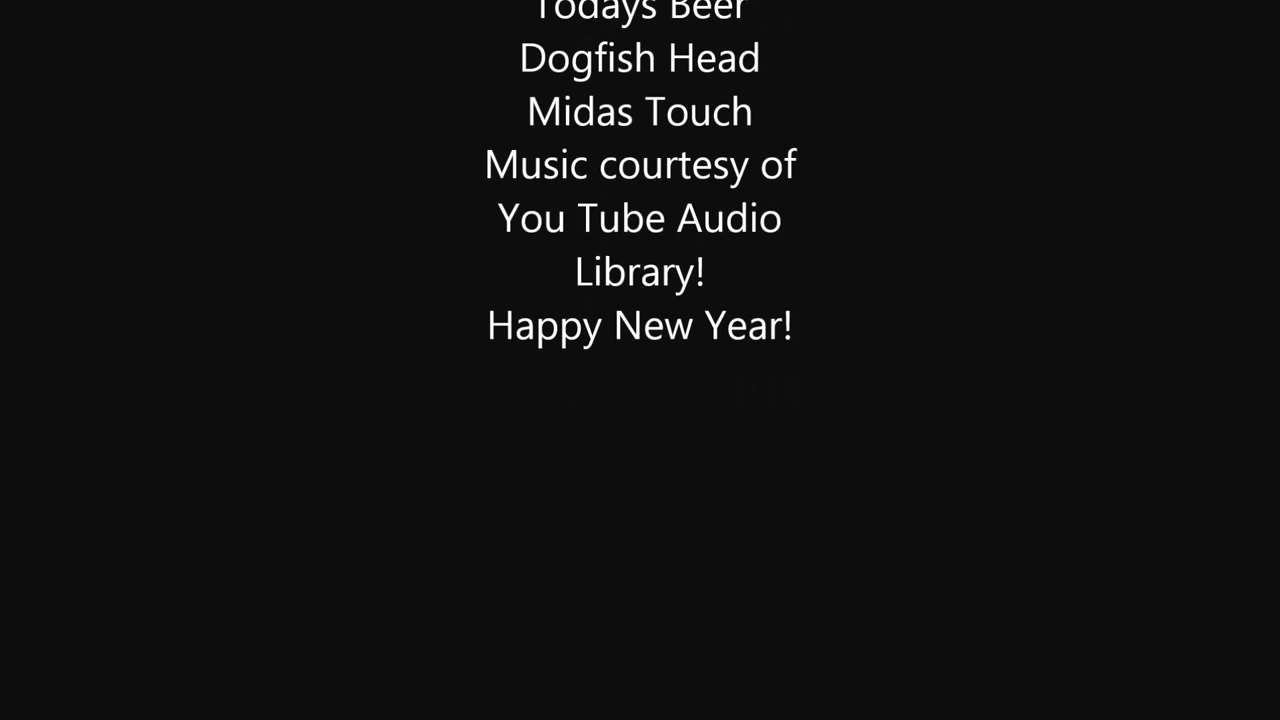 Todays Beer
Dogfish Head
Midas Touch
Music courtesy of
You Tube Audio
Library!
Happy New Year!